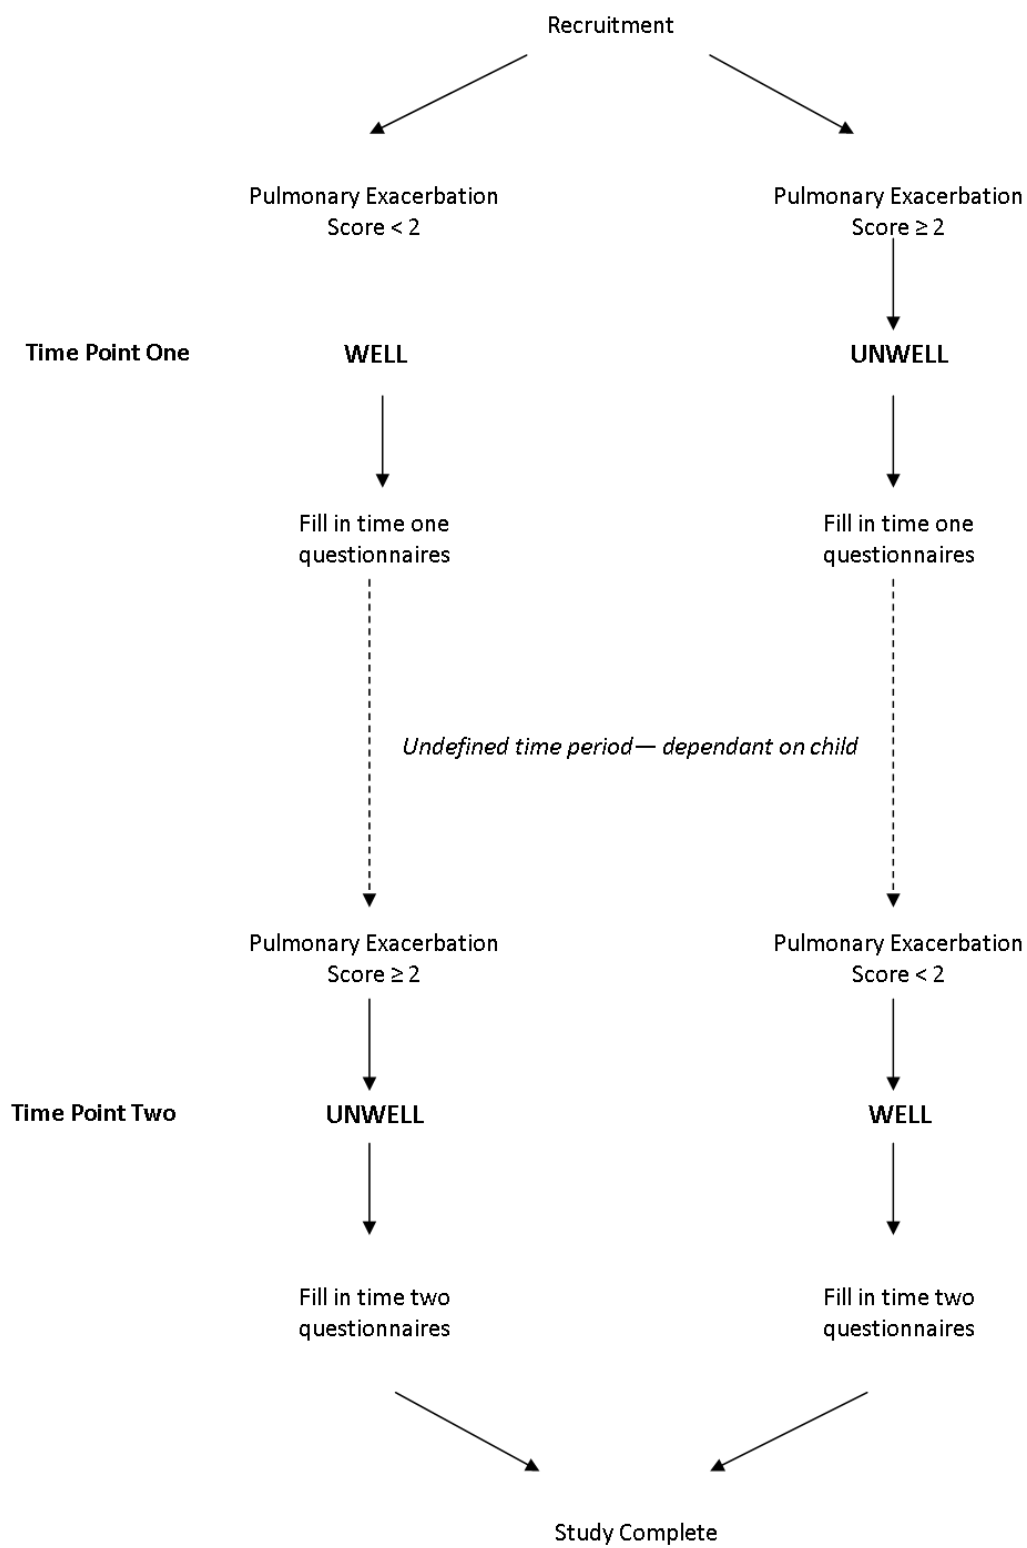 Recruitment
Pulmonary Exacerbation
Score < 2
Pulmonary Exacerbation
Score ≥ 2
Time Point One
WELL
UNWELL
Fill in time one
questionnaires
Fill in time one
questionnaires
Undefined time period— dependant on child
Pulmonary Exacerbation
Score ≥ 2
Pulmonary Exacerbation
Score < 2
Time Point Two
UNWELL
WELL
Fill in time two
questionnaires
Fill in time two
questionnaires
Study Complete